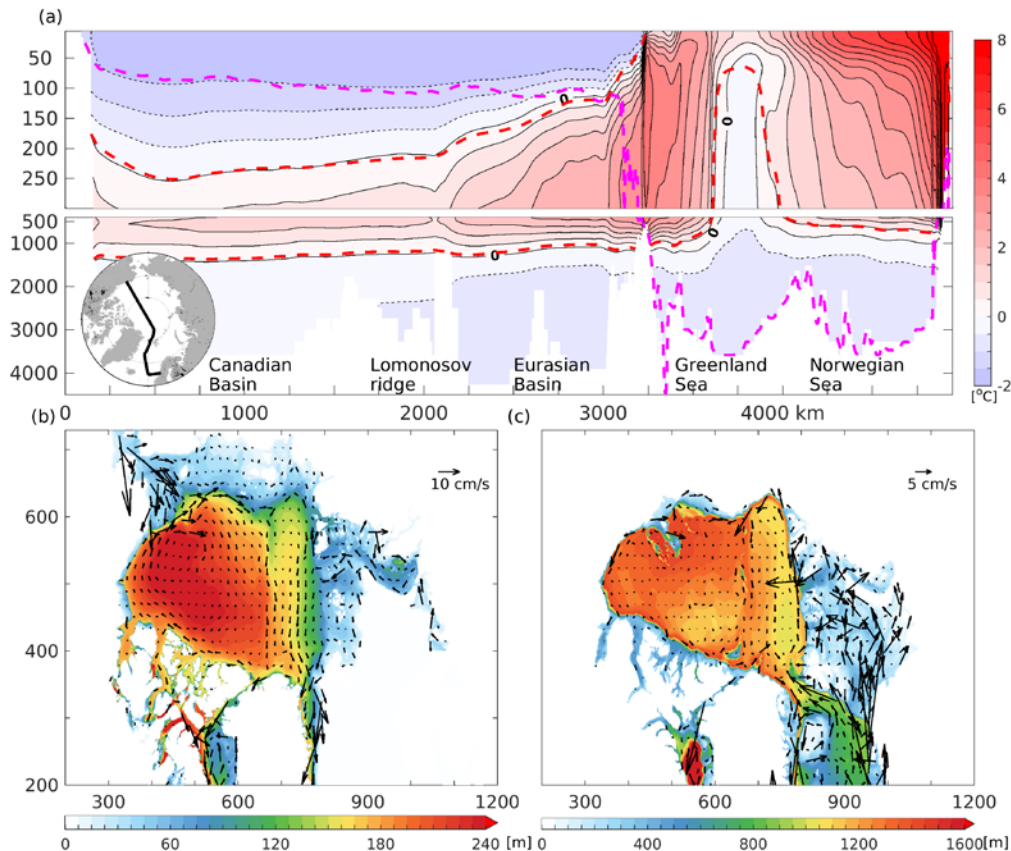 (a)
50
100
150
200
250
500
1000
2000
3000
4000
0
0
0
0
8
6
4
2
0
-2
[°C]
Canadian
Basin
Lomonosov
ridge
Eurasian
Basin
Greenland
Sea
Norwegian
Sea
0 1000 2000 3000 4000 km
(b)
10 cm/s
600
400
200
300 600 900 1200
0 60 120 180 240 [m]
(c)
5 cm/s
300 600 900 1200
0 400 800 1200 1600 [m]